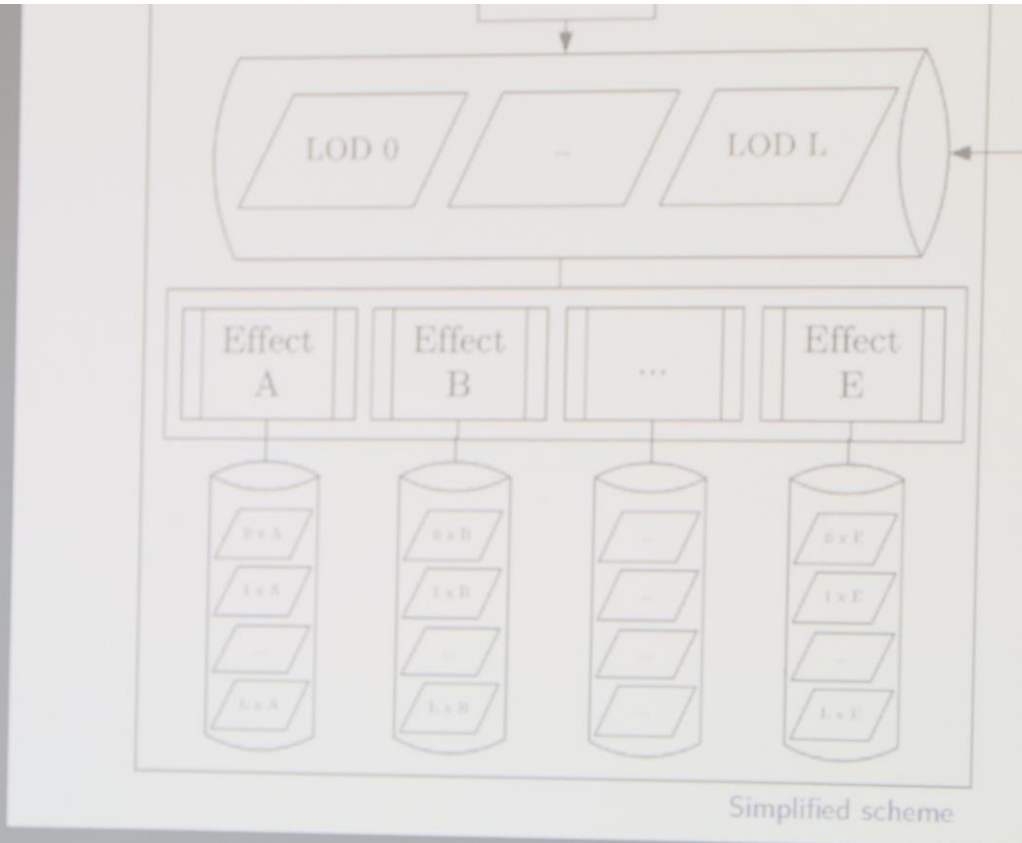 LOD 0
...
LOD L
Effect
A
Effect
B
...
Effect
E
0 x A
0 x B
...
0 x E
1 x A
1 x B
...
1 x E
...
...
...
...
L x A
L x B
...
L x E
Simplified scheme